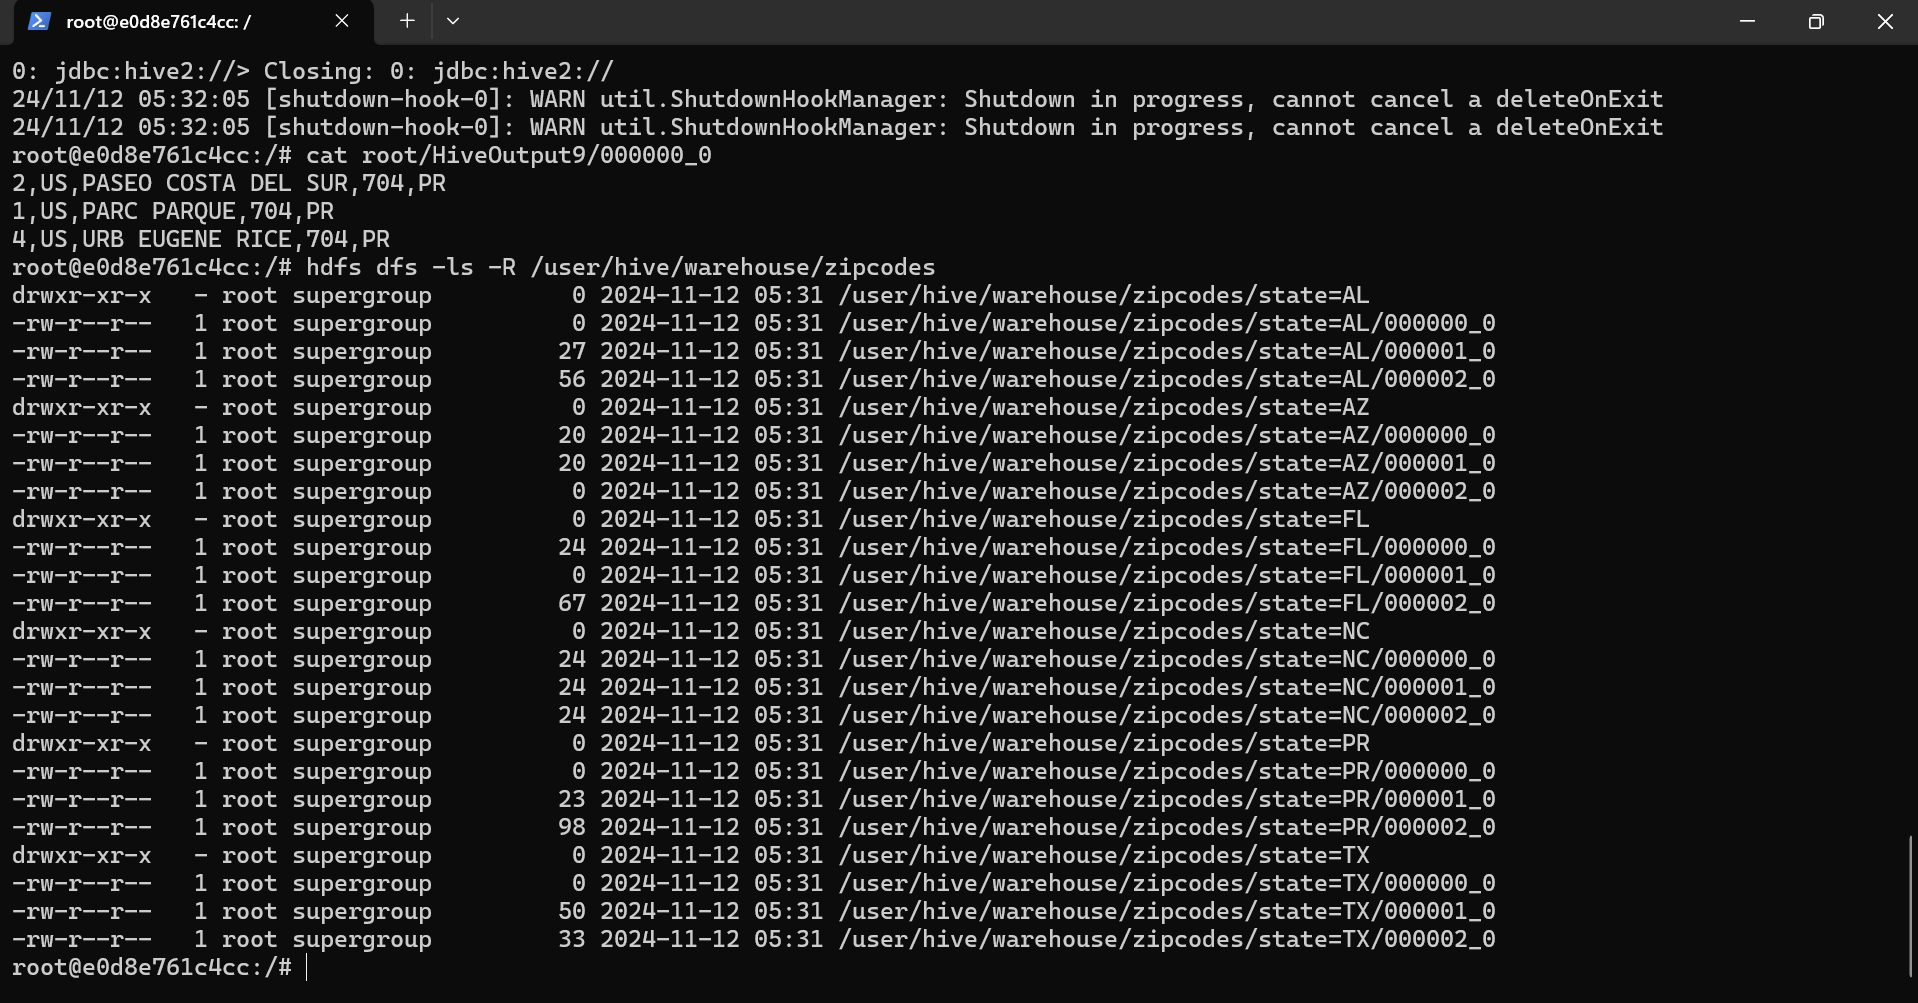 root@e0d8e761c4cc: /
0: jdbc:hive2://> Closing: 0: jdbc:hive2://
24/11/12 05:32:05 [shutdown-hook-0]: WARN util.ShutdownHookManager: Shutdown in progress, cannot cancel a deleteOnExit
24/11/12 05:32:05 [shutdown-hook-0]: WARN util.ShutdownHookManager: Shutdown in progress, cannot cancel a deleteOnExit
root@e0d8e761c4cc:/# cat root/HiveOutput9/000000_0
2,US,PASEO COSTA DEL SUR,704,PR
1,US,PARC PARQUE,704,PR
4,US,URB EUGENE RICE,704,PR
root@e0d8e761c4cc:/# hdfs dfs -ls -R /user/hive/warehouse/zipcodes
drwxr-xr-x   - root supergroup          0 2024-11-12 05:31 /user/hive/warehouse/zipcodes/state=AL
-rw-r--r--   1 root supergroup          0 2024-11-12 05:31 /user/hive/warehouse/zipcodes/state=AL/000000_0
-rw-r--r--   1 root supergroup         27 2024-11-12 05:31 /user/hive/warehouse/zipcodes/state=AL/000001_0
-rw-r--r--   1 root supergroup         56 2024-11-12 05:31 /user/hive/warehouse/zipcodes/state=AL/000002_0
drwxr-xr-x   - root supergroup          0 2024-11-12 05:31 /user/hive/warehouse/zipcodes/state=AZ
-rw-r--r--   1 root supergroup         20 2024-11-12 05:31 /user/hive/warehouse/zipcodes/state=AZ/000000_0
-rw-r--r--   1 root supergroup         20 2024-11-12 05:31 /user/hive/warehouse/zipcodes/state=AZ/000001_0
-rw-r--r--   1 root supergroup          0 2024-11-12 05:31 /user/hive/warehouse/zipcodes/state=AZ/000002_0
drwxr-xr-x   - root supergroup          0 2024-11-12 05:31 /user/hive/warehouse/zipcodes/state=FL
-rw-r--r--   1 root supergroup         24 2024-11-12 05:31 /user/hive/warehouse/zipcodes/state=FL/000000_0
-rw-r--r--   1 root supergroup          0 2024-11-12 05:31 /user/hive/warehouse/zipcodes/state=FL/000001_0
-rw-r--r--   1 root supergroup         67 2024-11-12 05:31 /user/hive/warehouse/zipcodes/state=FL/000002_0
drwxr-xr-x   - root supergroup          0 2024-11-12 05:31 /user/hive/warehouse/zipcodes/state=NC
-rw-r--r--   1 root supergroup         24 2024-11-12 05:31 /user/hive/warehouse/zipcodes/state=NC/000000_0
-rw-r--r--   1 root supergroup         24 2024-11-12 05:31 /user/hive/warehouse/zipcodes/state=NC/000001_0
-rw-r--r--   1 root supergroup         24 2024-11-12 05:31 /user/hive/warehouse/zipcodes/state=NC/000002_0
drwxr-xr-x   - root supergroup          0 2024-11-12 05:31 /user/hive/warehouse/zipcodes/state=PR
-rw-r--r--   1 root supergroup          0 2024-11-12 05:31 /user/hive/warehouse/zipcodes/state=PR/000000_0
-rw-r--r--   1 root supergroup         23 2024-11-12 05:31 /user/hive/warehouse/zipcodes/state=PR/000001_0
-rw-r--r--   1 root supergroup         98 2024-11-12 05:31 /user/hive/warehouse/zipcodes/state=PR/000002_0
drwxr-xr-x   - root supergroup          0 2024-11-12 05:31 /user/hive/warehouse/zipcodes/state=TX
-rw-r--r--   1 root supergroup          0 2024-11-12 05:31 /user/hive/warehouse/zipcodes/state=TX/000000_0
-rw-r--r--   1 root supergroup         50 2024-11-12 05:31 /user/hive/warehouse/zipcodes/state=TX/000001_0
-rw-r--r--   1 root supergroup         33 2024-11-12 05:31 /user/hive/warehouse/zipcodes/state=TX/000002_0
root@e0d8e761c4cc:/#